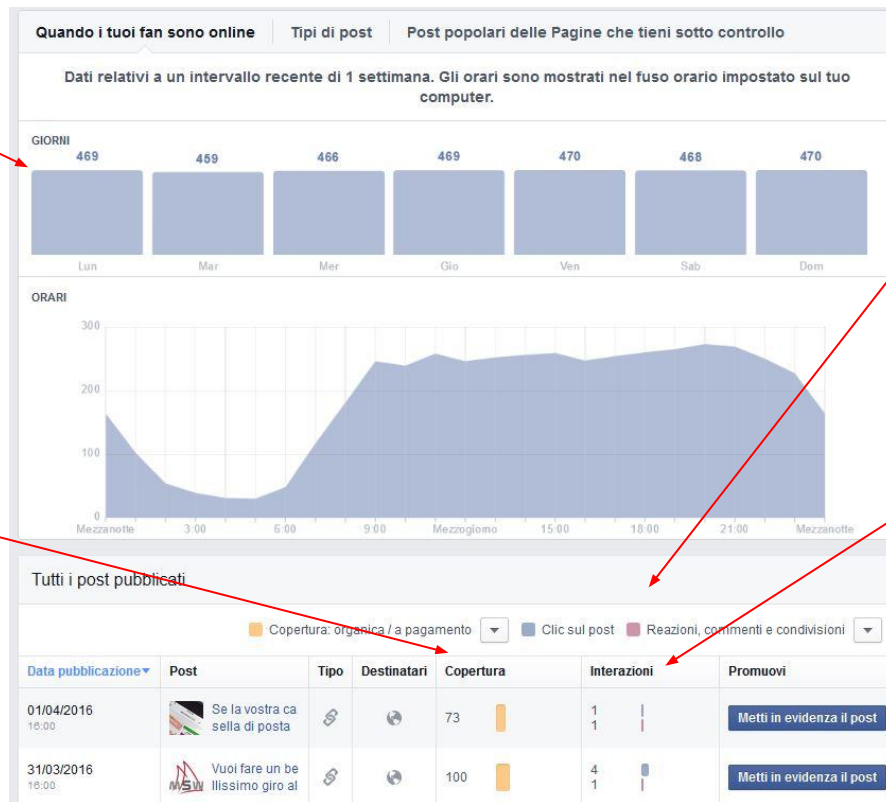 Quando i tuoi fan sono online Tipi di post Post popolari delle Pagine che tieni sotto controllo
Dati relativi a un intervallo recente di 1 settimana. Gli orari sono mostrati nel fuso orario impostato sul tuo
computer.
GIORNI
469 459 466 469 470 468 470
Lun Mar Mer Gio Ven Sab Dom
ORARI
300
200
100
0
Mezzanotte 3:00 6:00 9:00 Mezzogiorno 15:00 18:00 21:00 Mezzanotte
Tutti i post pubblicati
Copertura: organica / a pagamento Clic sul post Reazioni, commenti e condivisioni
Data pubblicazione Post Tipo Destinatari Copertura Interazioni Promuovi
01/04/2016 Se la vostra ca 73 1 Metti in evidenza il post
16:00 sella di posta 1
31/03/2016 MSW Vuoi fare un be 100 4 Metti in evidenza il post
16:00 llissimo giro al 1